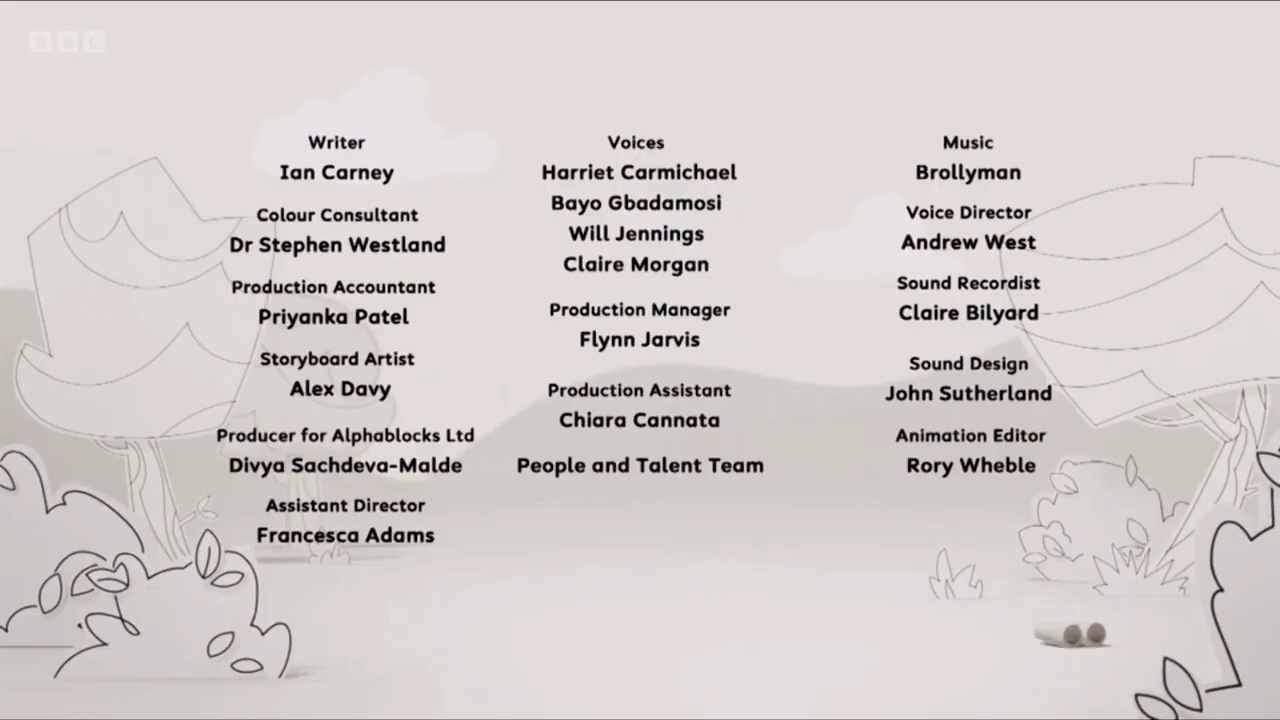 BBC
Writer
Ian Carney
Colour Consultant
Dr Stephen Westland
Production Accountant
Priyanka Patel
Storyboard Artist
Alex Davy
Producer for Alphablocks Ltd
Divya Sachdeva-Malde
Assistant Director
Francesca Adams
Voices
Harriet Carmichael
Bayo Gbadamosi
Will Jennings
Claire Morgan
Production Manager
Flynn Jarvis
Production Assistant
Chiara Cannata
People and Talent Team
Music
Brollyman
Voice Director
Andrew West
Sound Recordist
Claire Bilyard
Sound Design
John Sutherland
Animation Editor
Rory Wheble